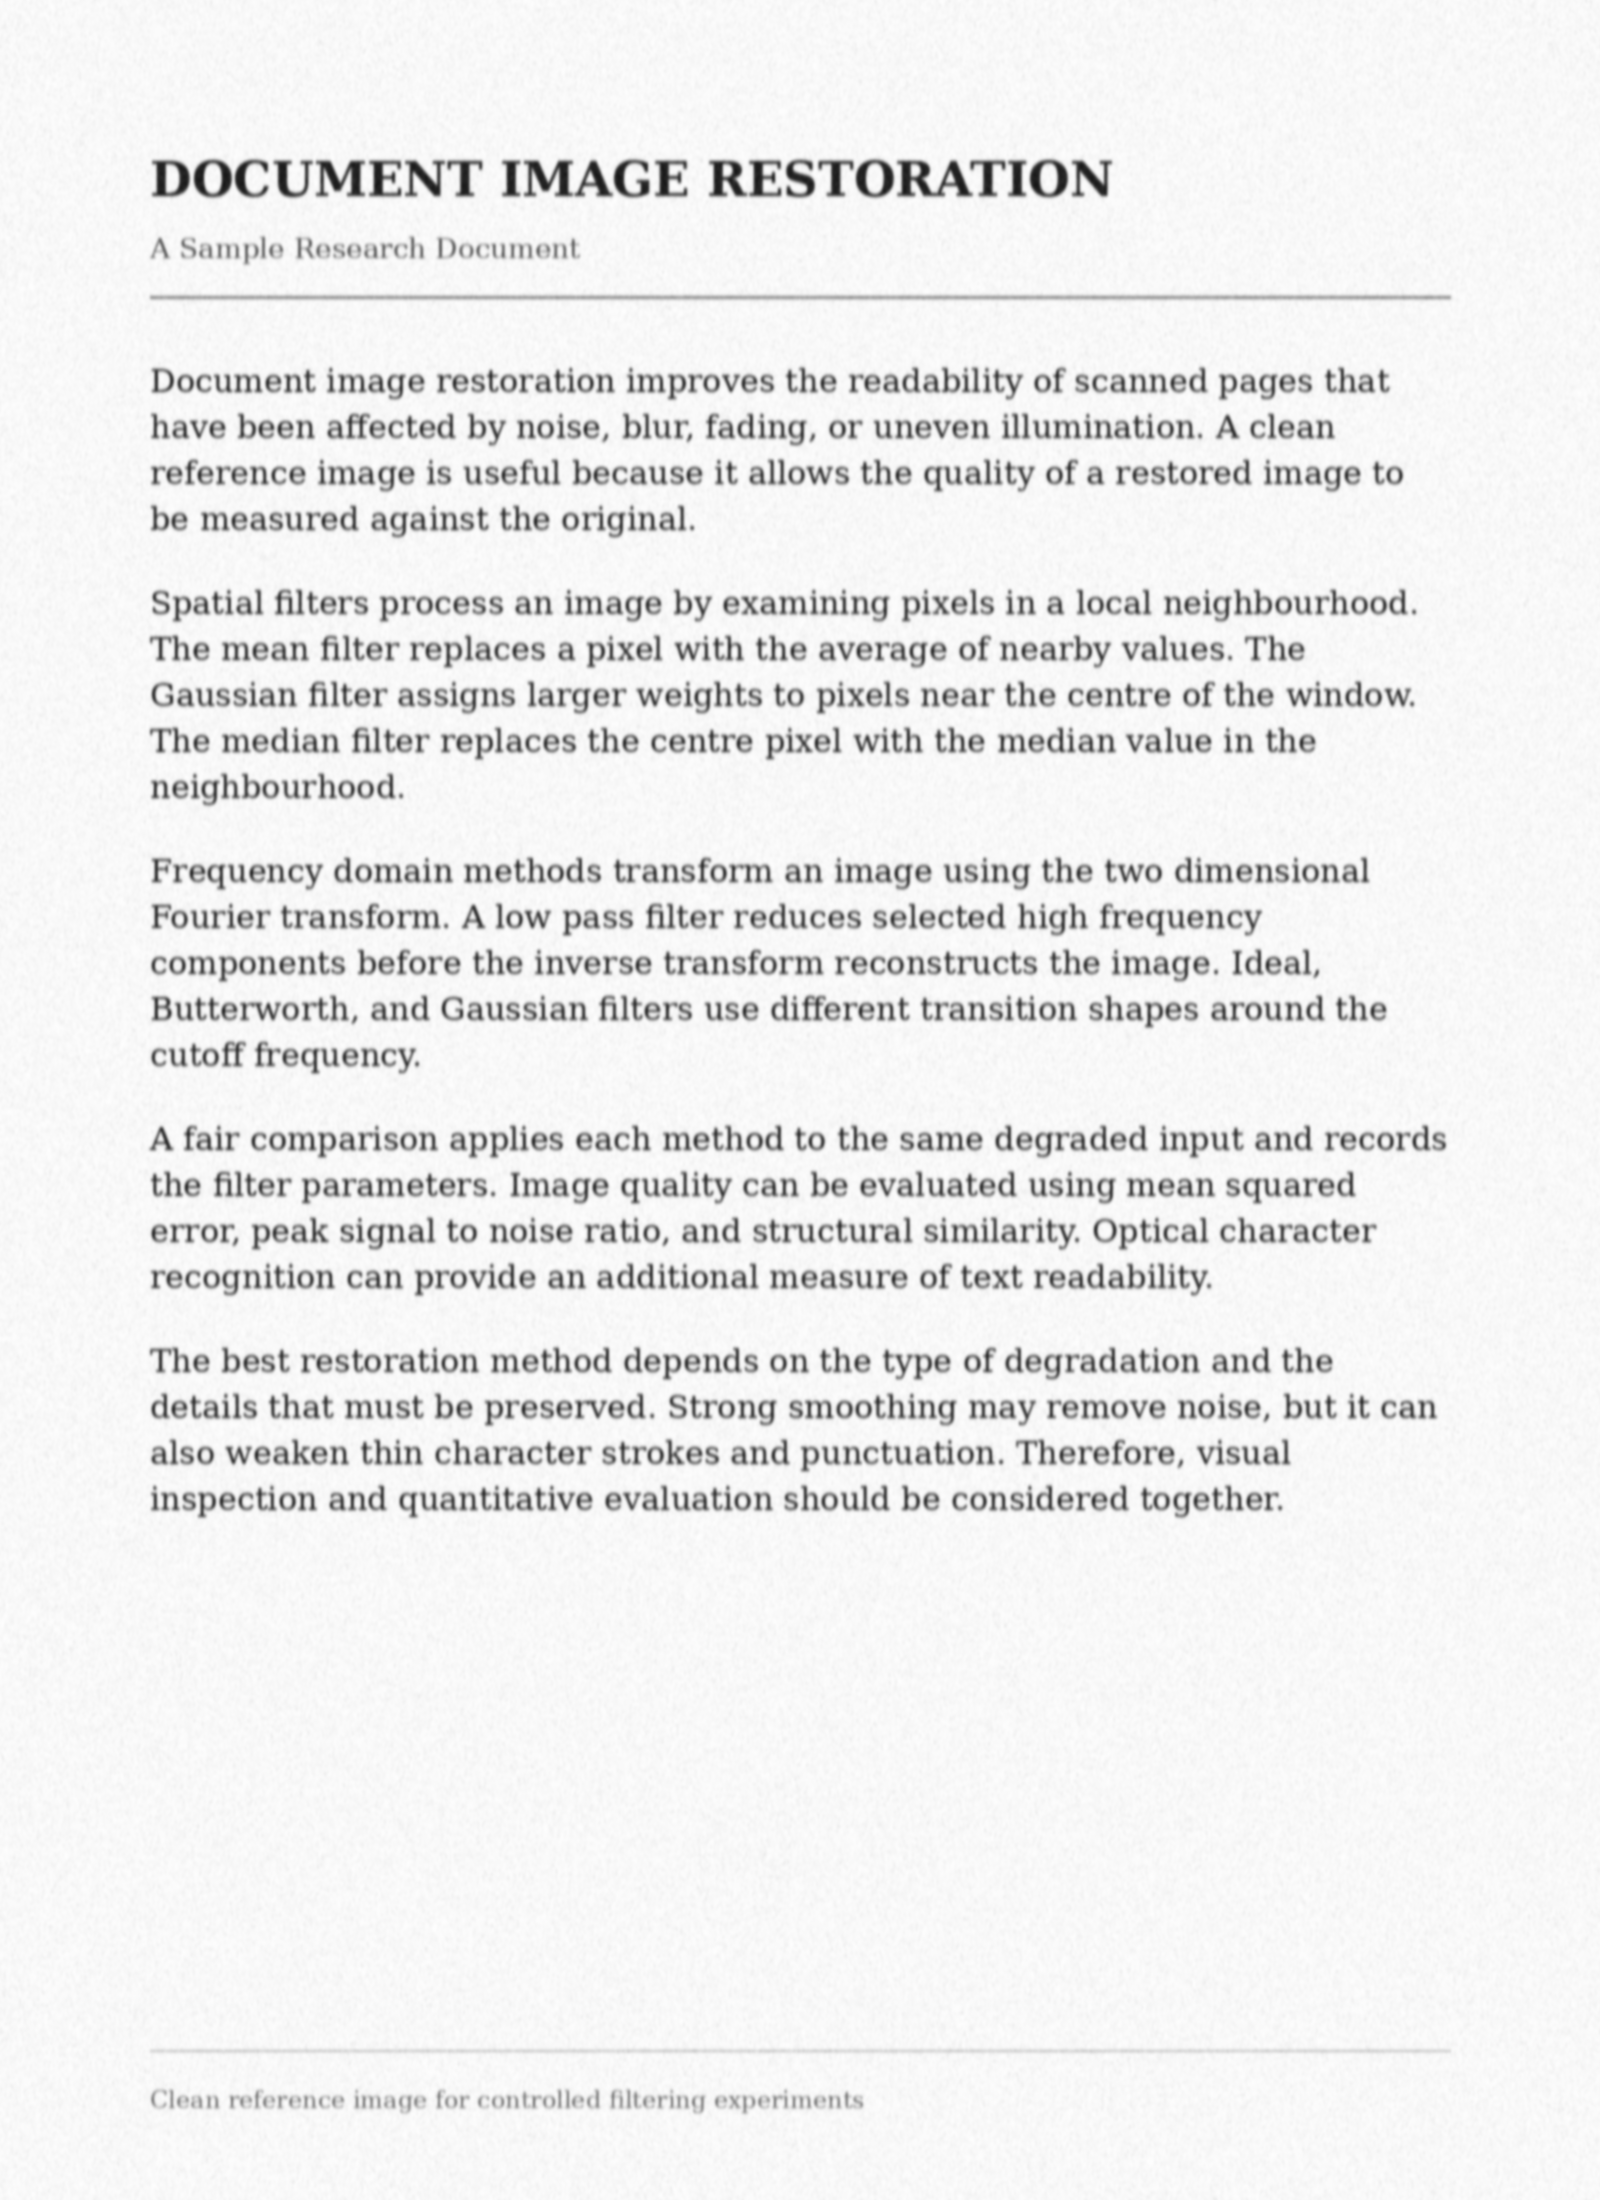 DOCUMENT IMAGE RESTORATION
A Sample Research Document
Document image restoration improves the readability of scanned pages that
have been affected by noise, blur, fading, or uneven illumination. A clean
reference image is useful because it allows the quality of a restored image to
be measured against the original.
Spatial filters process an image by examining pixels in a local neighbourhood.
The mean filter replaces a pixel with the average of nearby values. The
Gaussian filter assigns larger weights to pixels near the centre of the window.
The median filter replaces the centre pixel with the median value in the
neighbourhood.
Frequency domain methods transform an image using the two dimensional
Fourier transform. A low pass filter reduces selected high frequency
components before the inverse transform reconstructs the image. Ideal,
Butterworth, and Gaussian filters use different transition shapes around the
cutoff frequency.
A fair comparison applies each method to the same degraded input and records
the filter parameters. Image quality can be evaluated using mean squared
error, peak signal to noise ratio, and structural similarity. Optical character
recognition can provide an additional measure of text readability.
The best restoration method depends on the type of degradation and the
details that must be preserved. Strong smoothing may remove noise, but it can
also weaken thin character strokes and punctuation. Therefore, visual
inspection and quantitative evaluation should be considered together.
Clean reference image for controlled filtering experiments